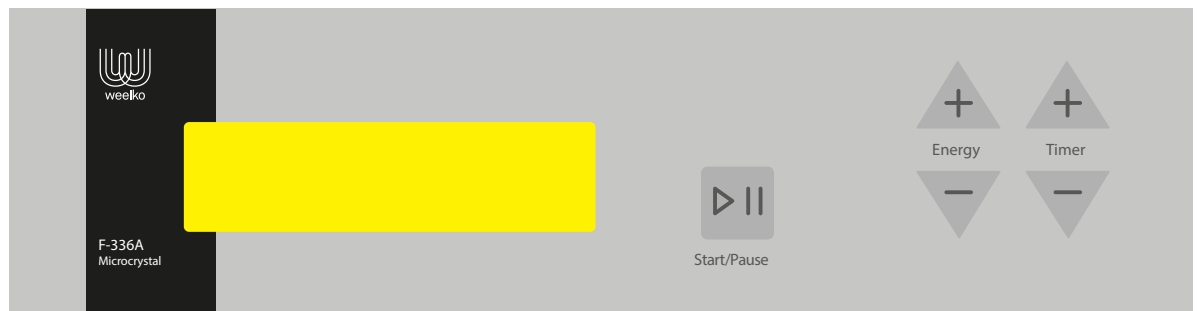 weelko
F-336A
Microcrystal
Start/Pause
Energy
Timer